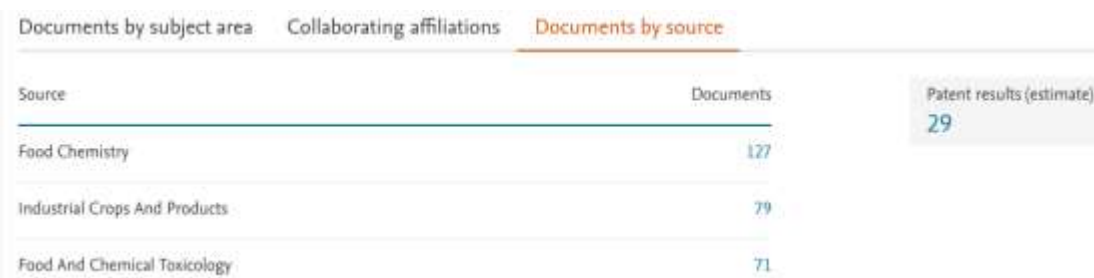 Documents by subject area Collaborating affiliations Documents by source
Source Documents
Patent results (estimate)
29
Food Chemistry 127
Industrial Crops And Products 79
Food And Chemical Toxicology 71